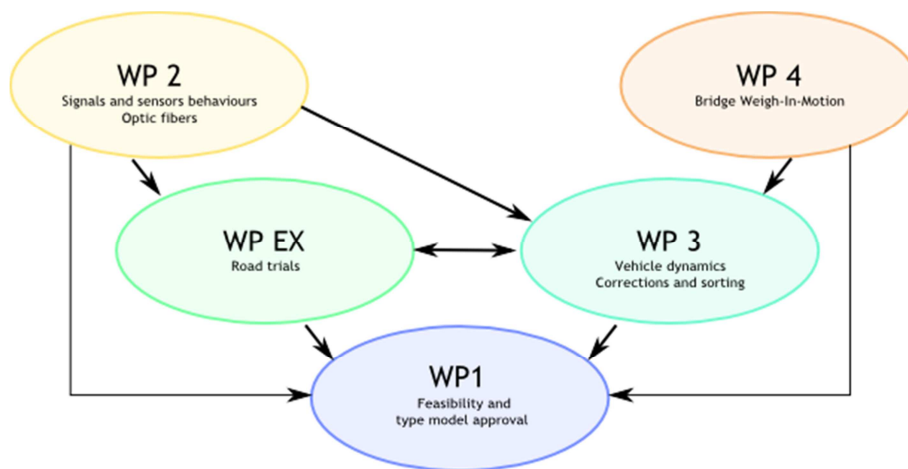 WP 2
Signals and sensors behaviours
Optic fibers
WP 4
Bridge Weigh-In-Motion
WP EX
Road trials
WP 3
Vehicle dynamics
Corrections and sorting
WP1
Feasibility and
type model approval